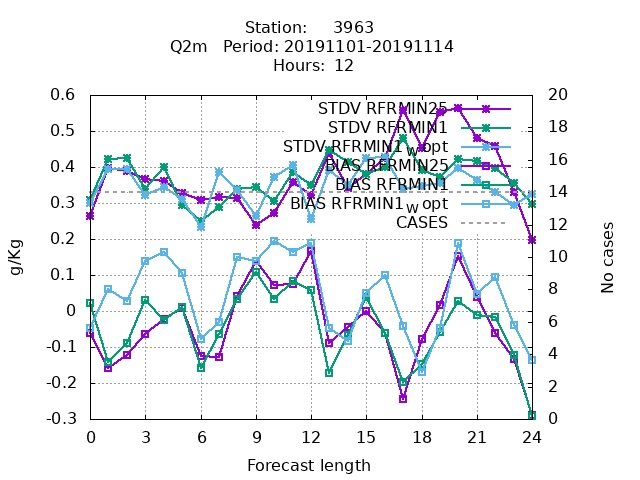 Station: 3963
Q2m Period: 20191101-20191114
Hours: 12
STDV RFRMIN25
STDV RFRMIN1
STDV RFRMIN1w opt
BIAS RFRMIN25
BIAS RFRMIN1
BIAS RFRMIN1w opt
CASES
g/Kg
0.6
0.5
0.4
0.3
0.2
0.1
0
-0.1
-0.2
-0.3
No cases
20
18
16
14
12
10
8
6
4
2
0
0 3 6 9 12 15 18 21 24
Forecast length